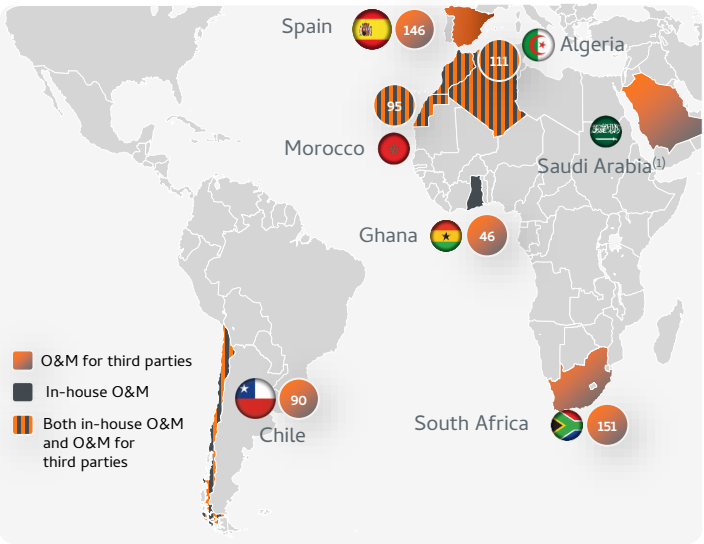 Spain
146
111
Algeria
95
Morocco
Saudi Arabia(1)
Ghana
46
O&M for third parties
In-house O&M
Both in-house O&M
and O&M for
third parties
90
Chile
South Africa
151